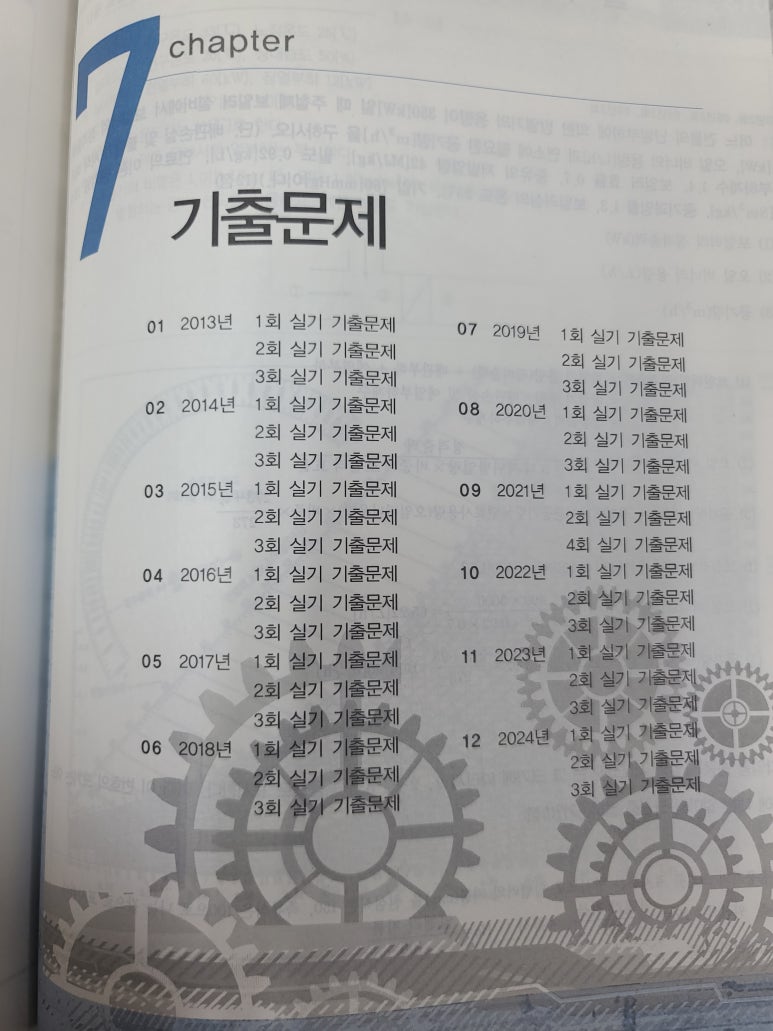 7
chapter
기출문제
01 2013년 1회 실기 기출문제
2회 실기 기출문제
3회 실기 기출문제
02 2014년 1회 실기 기출문제
2회 실기 기출문제
3회 실기 기출문제
03 2015년 1회 실기 기출문제
2회 실기 기출문제
3회 실기 기출문제
04 2016년 1회 실기 기출문제
2회 실기 기출문제
3회 실기 기출문제
05 2017년 1회 실기 기출문제
2회 실기 기출문제
3회 실기 기출문제
06 2018년 1회 실기 기출문제
2회 실기 기출문제
3회 실기 기출문제
07 2019년 1회 실기 기출문제
2회 실기 기출문제
3회 실기 기출문제
08 2020년 1회 실기 기출문제
2회 실기 기출문제
3회 실기 기출문제
09 2021년 1회 실기 기출문제
2회 실기 기출문제
4회 실기 기출문제
10 2022년 1회 실기 기출문제
2회 실기 기출문제
3회 실기 기출문제
11 2023년 1회 실기 기출문제
2회 실기 기출문제
3회 실기 기출문제
12 2024년 1회 실기 기출문제
2회 실기 기출문제
3회 실기 기출문제